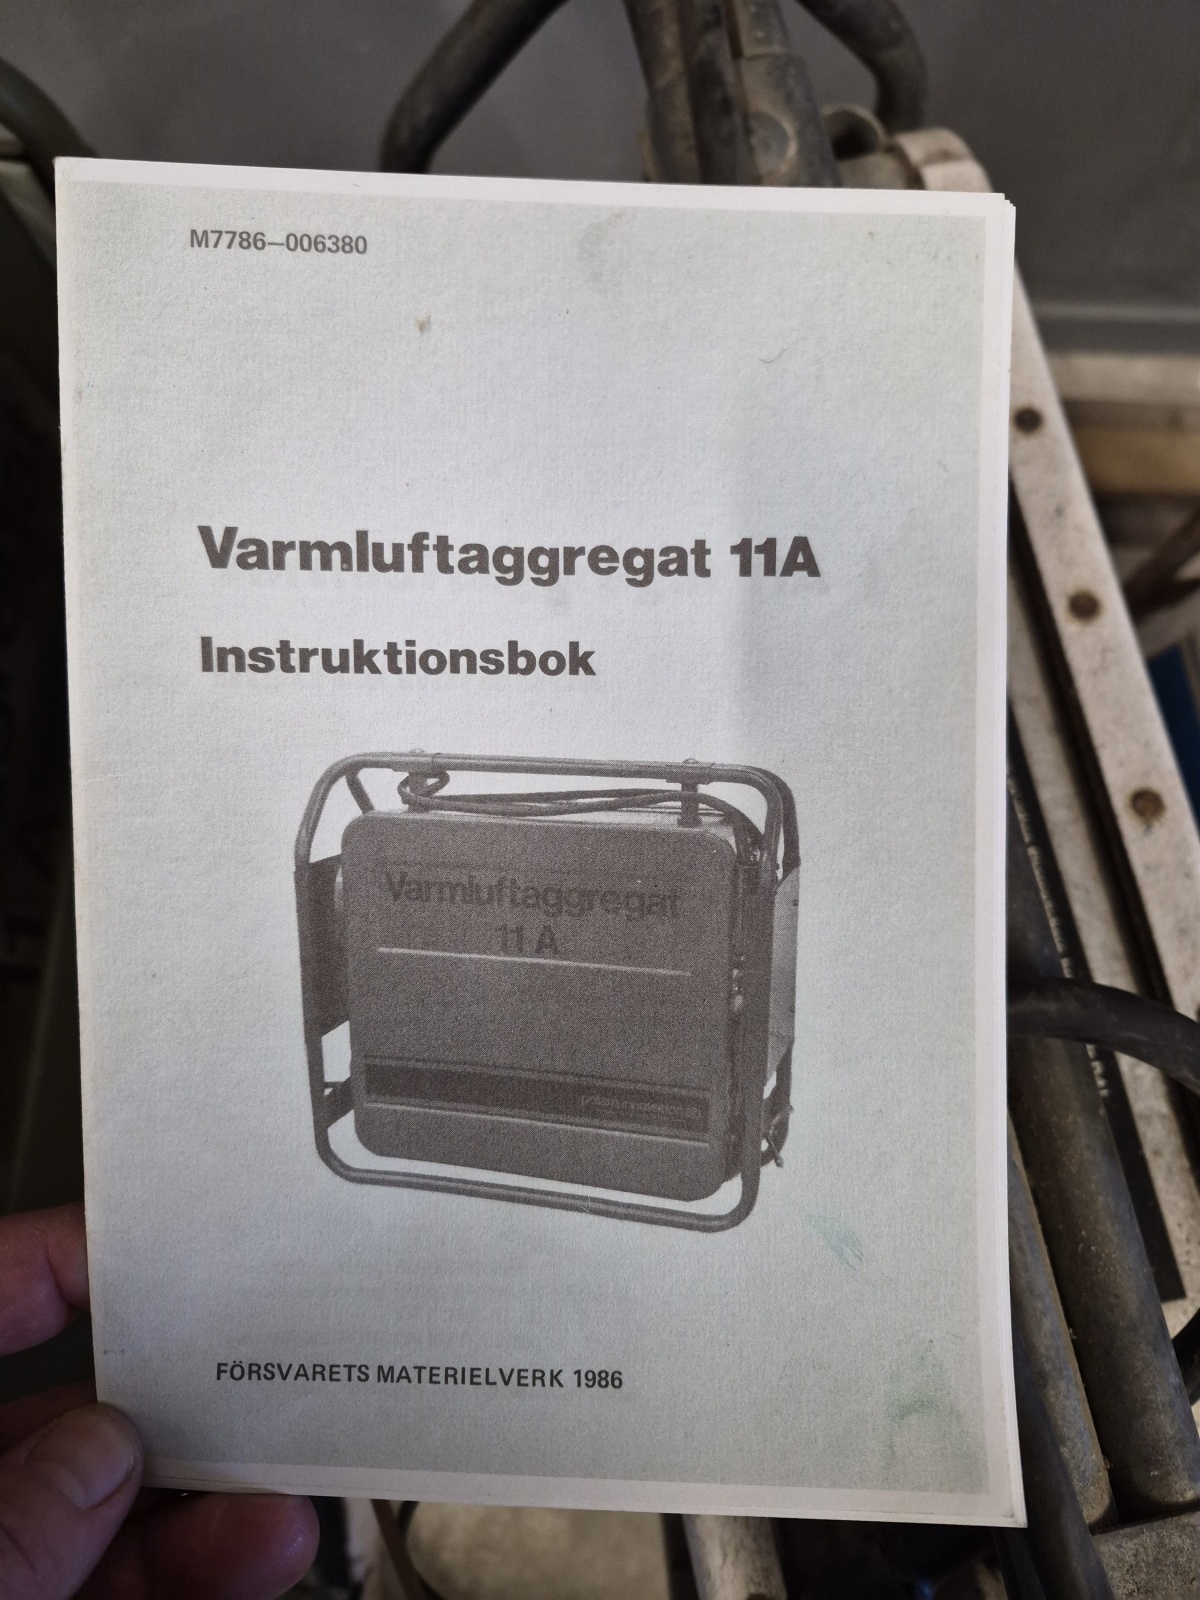 M7786–006380
Varmluftaggregat 11A
Instruktionsbok
Varmluftaggregat
11 A
FÖRSVARETS MATERIELVERK 1986